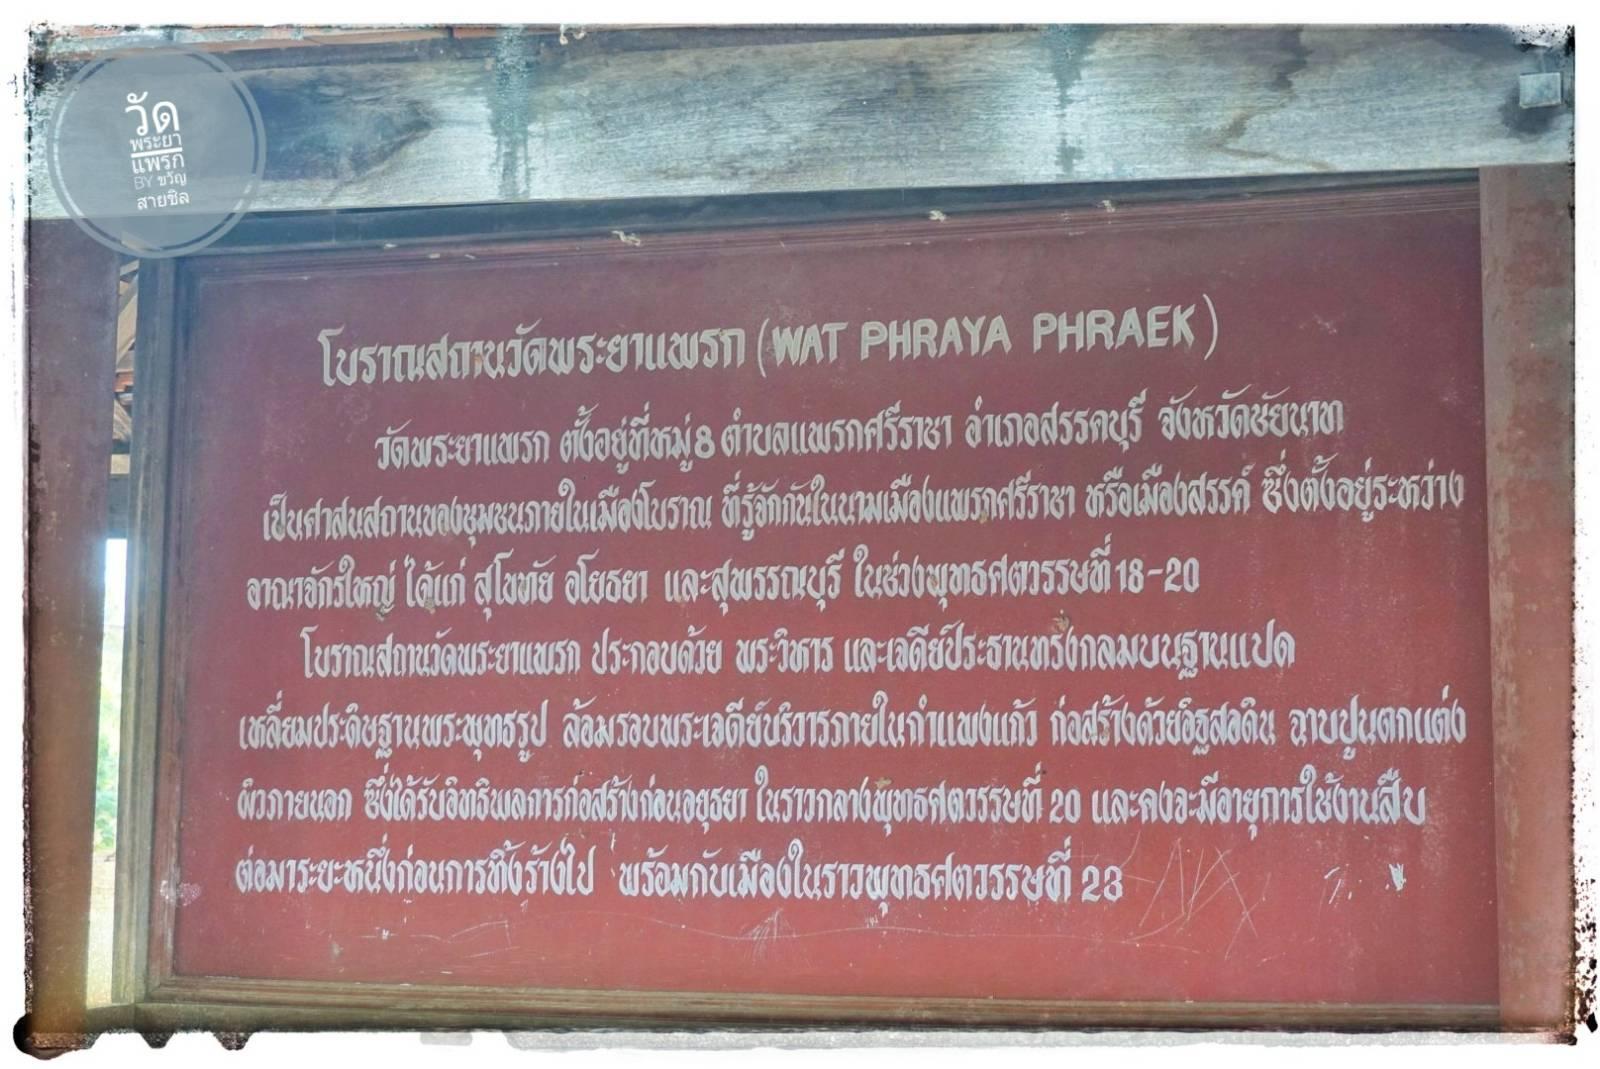 วัด
พระยา
แพรก
BY ขวัญ
สายชิล
โบราณสถานวัดพระยาแพรก (WAT PHRAYA PHRAEK)
วัดพระยาแพรก ตั้งอยู่ที่หมู่ 8 ตำบลแพรกศรีราชา อำเภอสรรคบุรี จังหวัดชัยนาท
เป็นศาสนสถานของชุมชนภายในเมืองโบราณ ที่รู้จักกันในนามเมืองแพรกศรีราชา หรือเมืองสรรค์ ซึ่งตั้งอยู่ระหว่าง
อาณาจักรใหญ่ ได้แก่ สุโขทัย อโยธยา และสุพรรณบุรี ในช่วงพุทธศตวรรษที่ 18-20
โบราณสถานวัดพระยาแพรก ประกอบด้วย พระวิหาร และเจดีย์ประธานทรงกลมบนฐานแปด
เหลี่ยมประดิษฐานพระพุทธรูป ล้อมรอบพระเจดีย์บริวารภายในกำแพงแก้ว ก่อสร้างด้วยอิฐสอดิน ฉาบปูนตกแต่ง
ผิวภายนอก ซึ่งได้รับอิทธิพลการก่อสร้างก่อนอยุธยา ในราวกลางพุทธศตวรรษที่ 20 และคงจะมีอายุการใช้งานสืบ
ต่อมาระยะหนึ่งก่อนการทิ้งร้างไป พร้อมกับเมืองในราวพุทธศตวรรษที่ 23